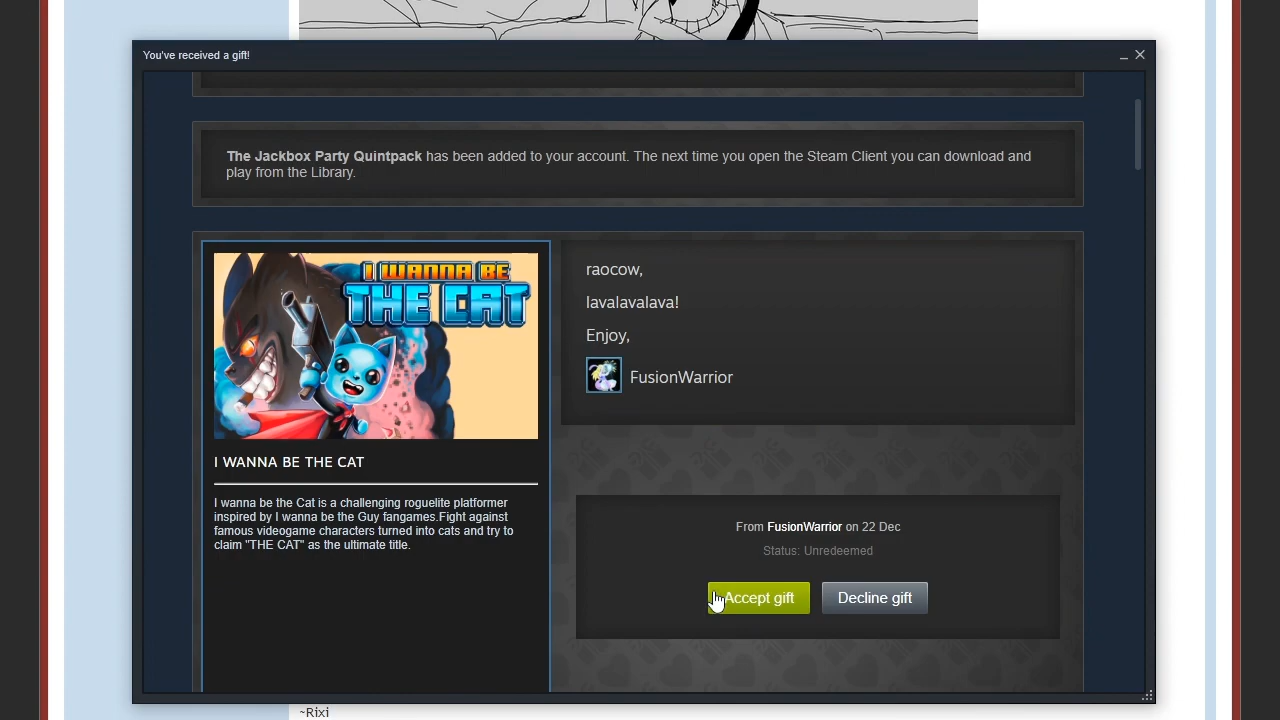 You've received a gift!
The Jackbox Party Quintpack has been added to your account. The next time you open the Steam Client you can download and
play from the Library.
I WANNA BE
THE CAT
raocow,
lavalavalava!
Enjoy,
FusionWarrior
I WANNA BE THE CAT
I wanna be the Cat is a challenging roguelite platformer
inspired by I wanna be the Guy fangames.Fight against
famous videogame characters turned into cats and try to
claim "THE CAT" as the ultimate title.
From FusionWarrior on 22 Dec
Status: Unredeemed
Accept gift
Decline gift
~Rixi